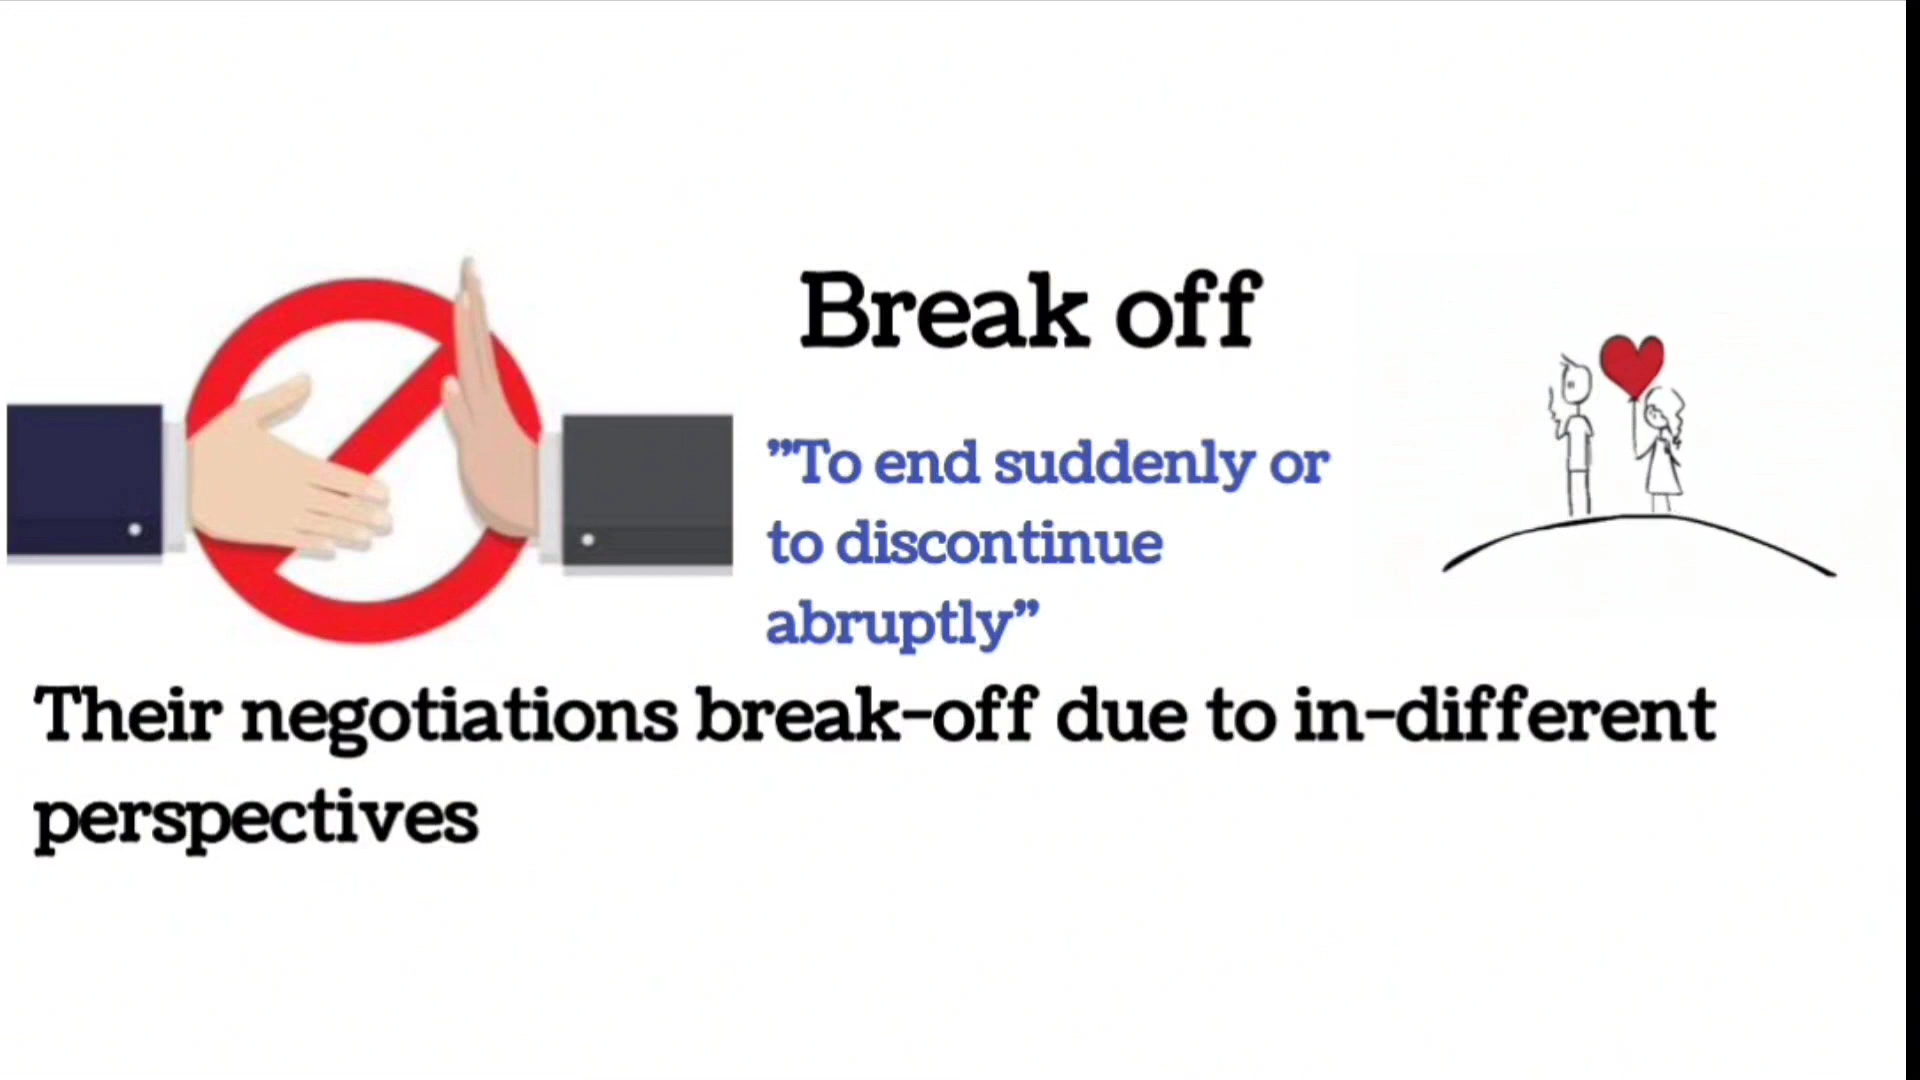 Break off
”To end suddenly or
to discontinue
abruptly”
Their negotiations break-off due to in-different
perspectives